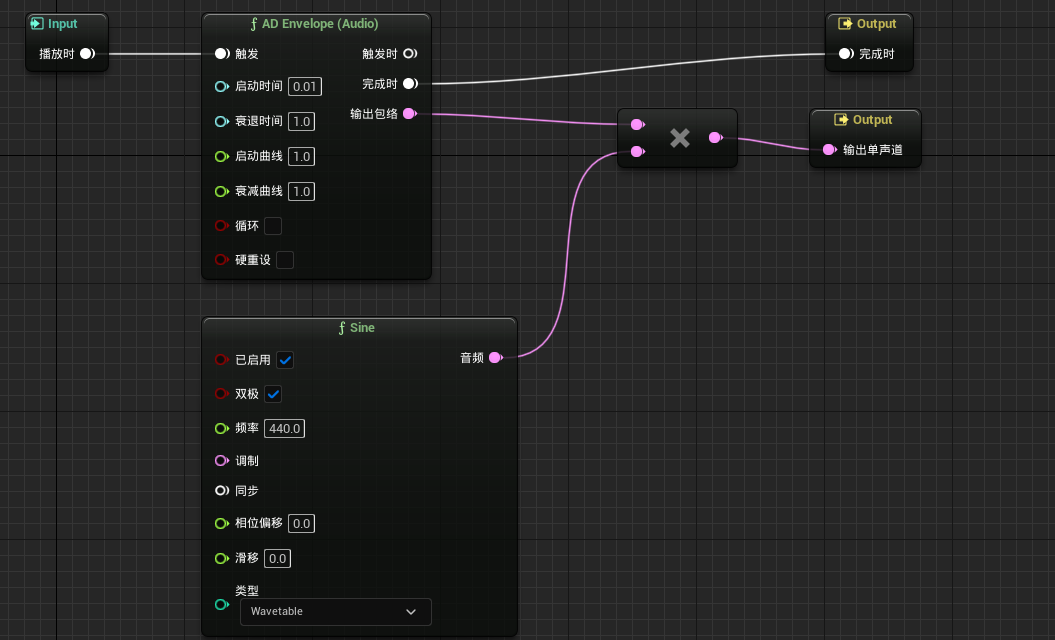 Input
播放时
ƒ AD Envelope (Audio)
触发
触发时
启动时间 0.01
完成时
衰退时间 1.0
输出包络
启动曲线 1.0
衰减曲线 1.0
循环
硬重设
Output
完成时
Output
输出单声道
ƒ Sine
已启用
音频
双极
频率 440.0
调制
同步
相位偏移 0.0
滑移 0.0
类型
Wavetable